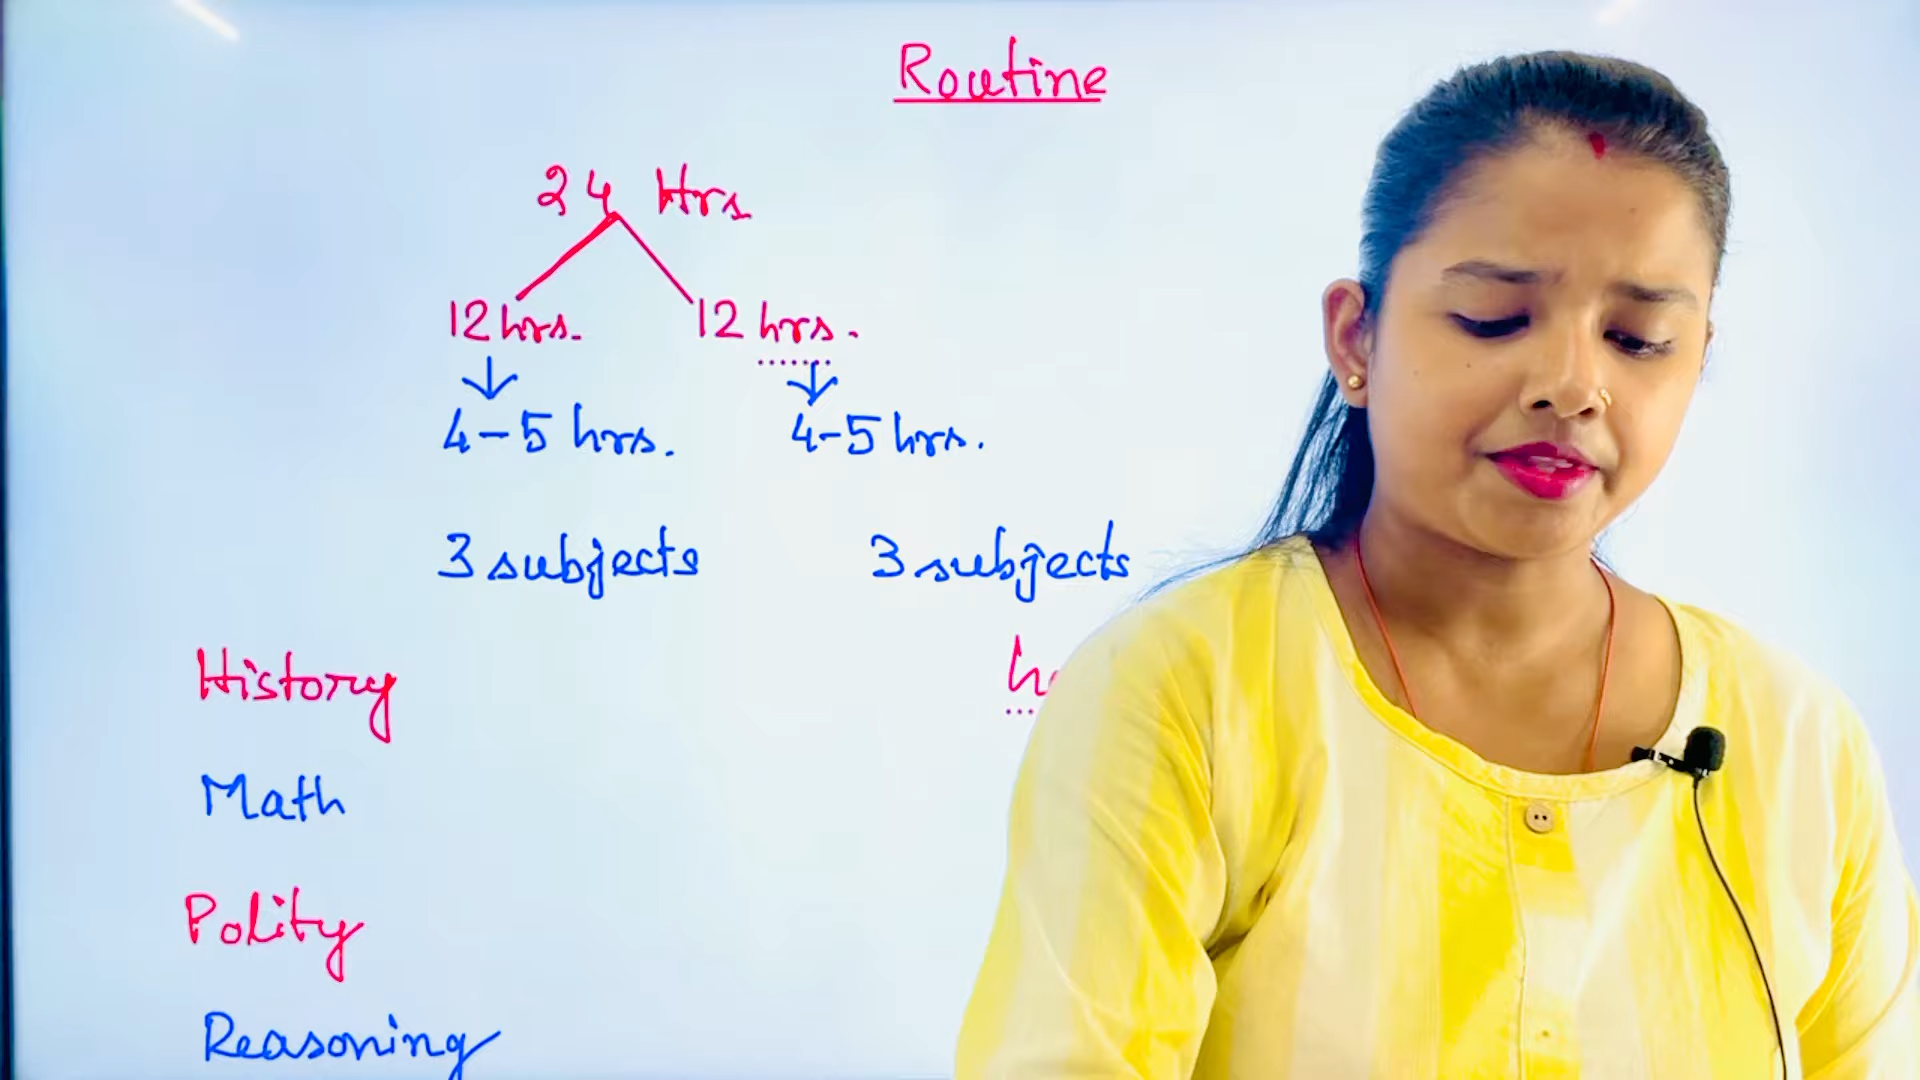 Routine
24 Hrs
12 hrs. 12 hrs.
4-5 hrs. 4-5 hrs.
3 subjects 3 subjects
History
Math
Polity
Reasoning